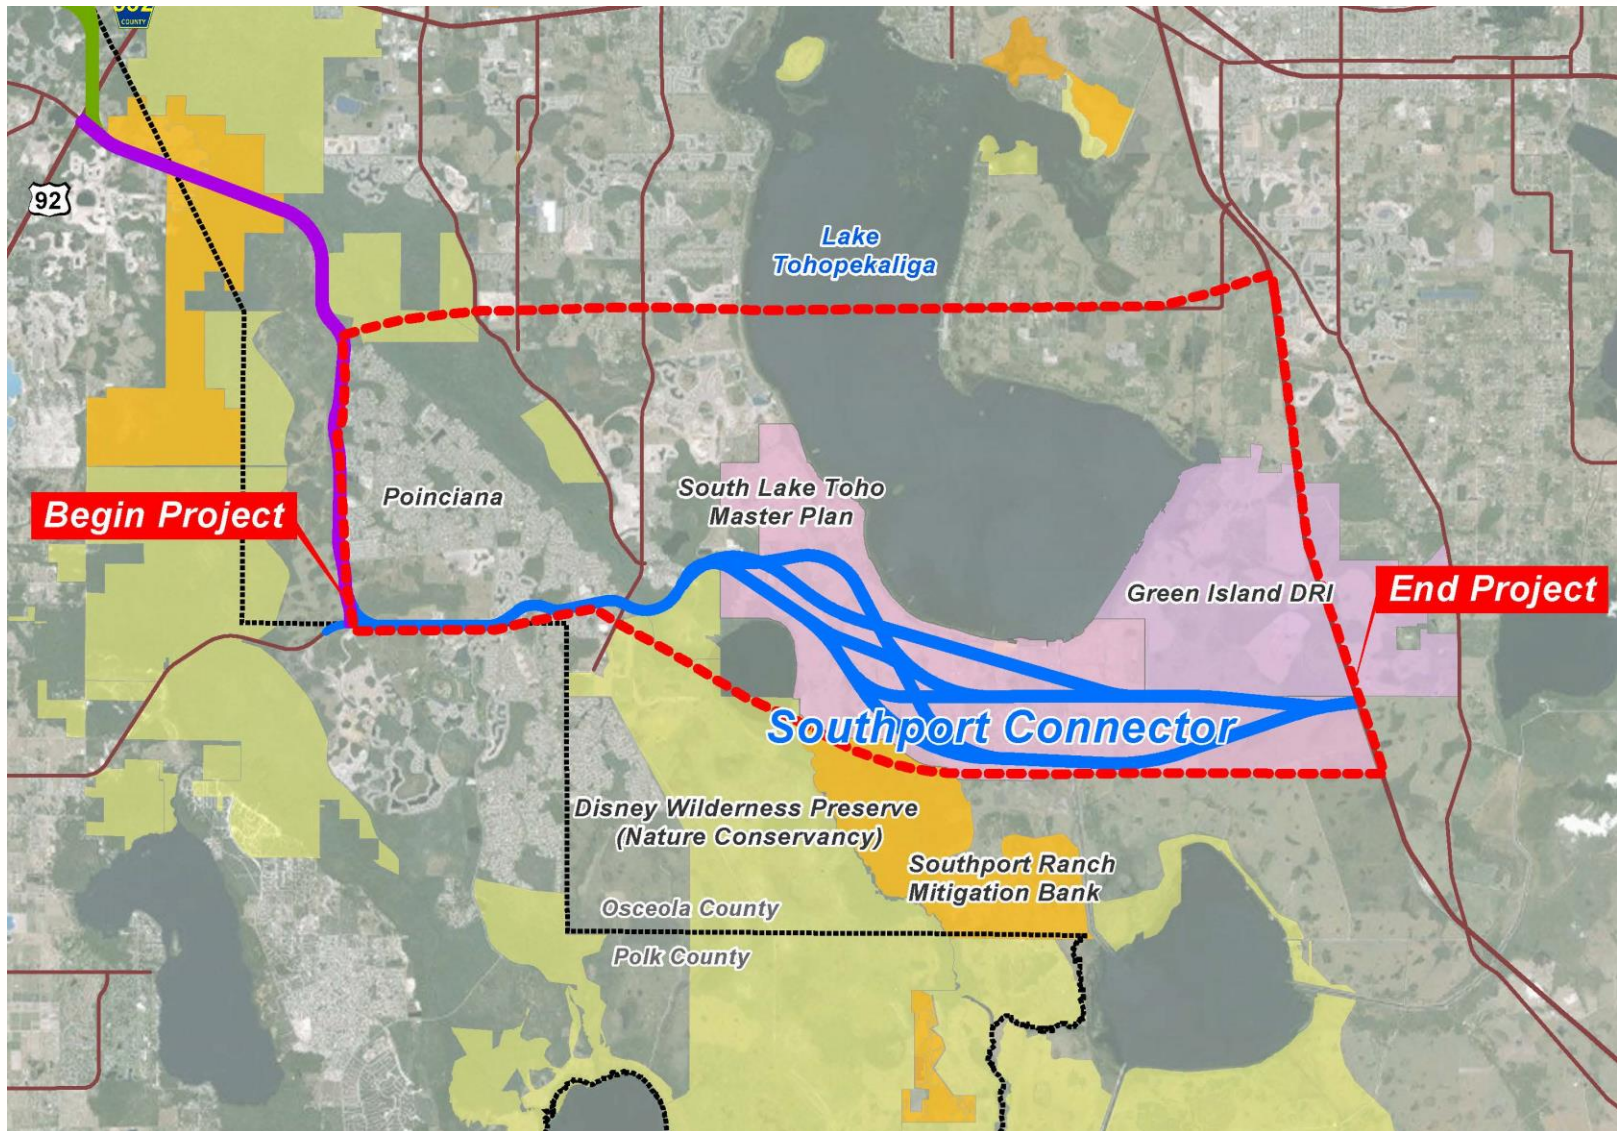 COUNTY
92
Lake
Tohopekaliga
Begin Project
Poinciana
South Lake Toho
Master Plan
Green Island DRI
End Project
Southport Connector
Disney Wilderness Preserve
(Nature Conservancy)
Southport Ranch
Mitigation Bank
Osceola County
Polk County